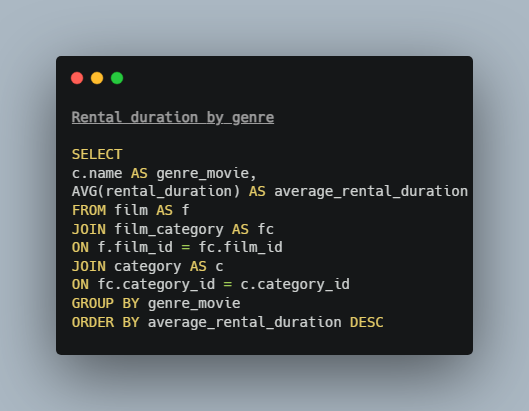 Rental duration by genre
SELECT
c.name AS genre_movie,
AVG(rental_duration) AS average_rental_duration
FROM film AS f
JOIN film_category AS fc
ON f.film_id = fc.film_id
JOIN category AS c
ON fc.category_id = c.category_id
GROUP BY genre_movie
ORDER BY average_rental_duration DESC